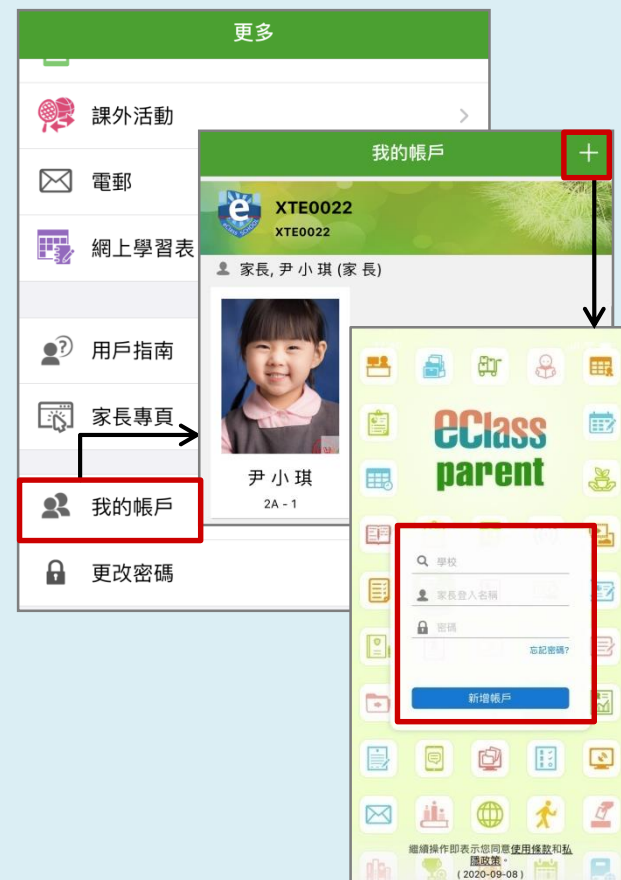 更多
課外活動
電郵
網上學習表
用戶指南
家長專頁
我的帳戶
更改密碼
我的帳戶
XTE0022
XTE0022
家長, 尹 小 琪 (家 長)
尹 小 琪
2A - 1
eClass
parent
學校
家長登入名稱
密碼
忘記密碼?
新增帳戶
繼續操作即表示您同意使用條款和私
隱政策。
( 2020-09-08 )